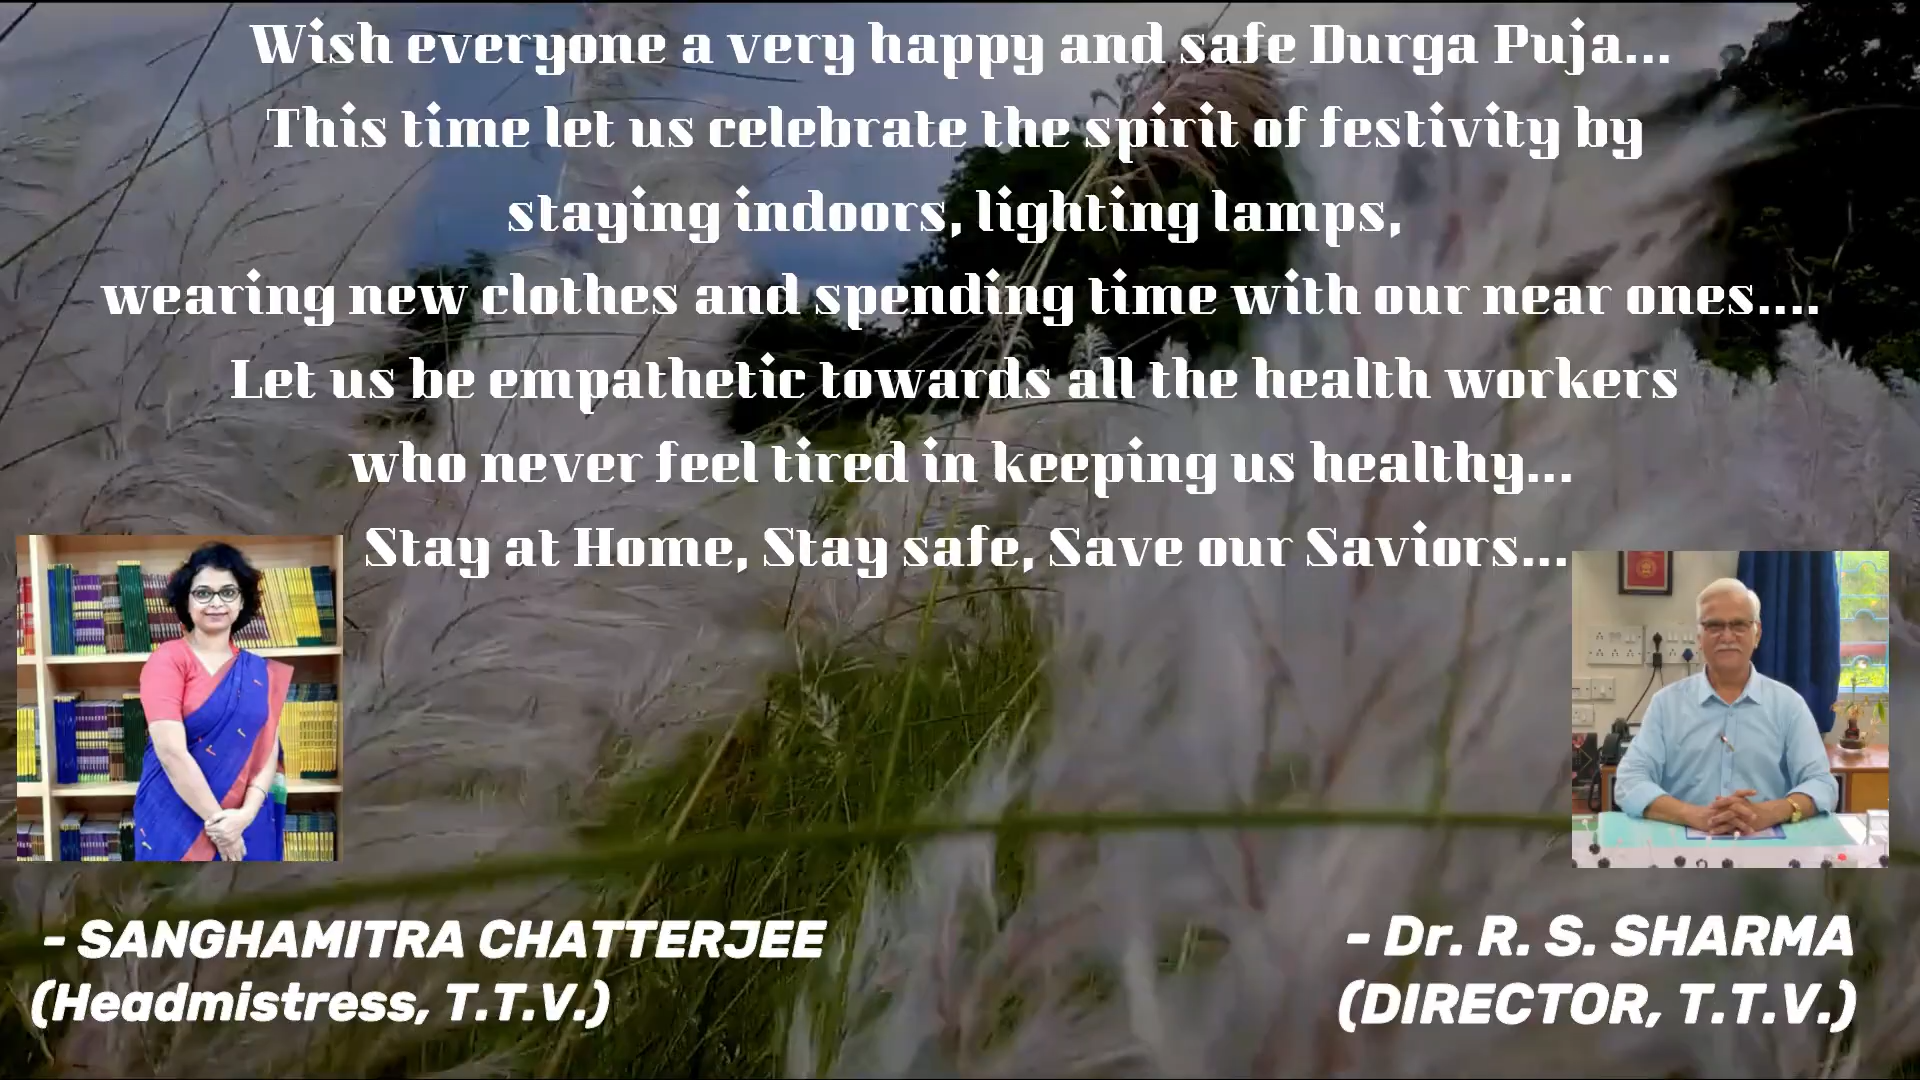 Wish everyone a very happy and safe Durga Puja...
This time let us celebrate the spirit of festivity by
staying indoors, lighting lamps,
wearing new clothes and spending time with our near ones....
Let us be empathetic towards all the health workers
who never feel tired in keeping us healthy...
Stay at Home, Stay safe, Save our Saviors...
- SANGHAMITRA CHATTERJEE
(Headmistress, T.T.V.)
- Dr. R. S. SHARMA
(DIRECTOR, T.T.V.)